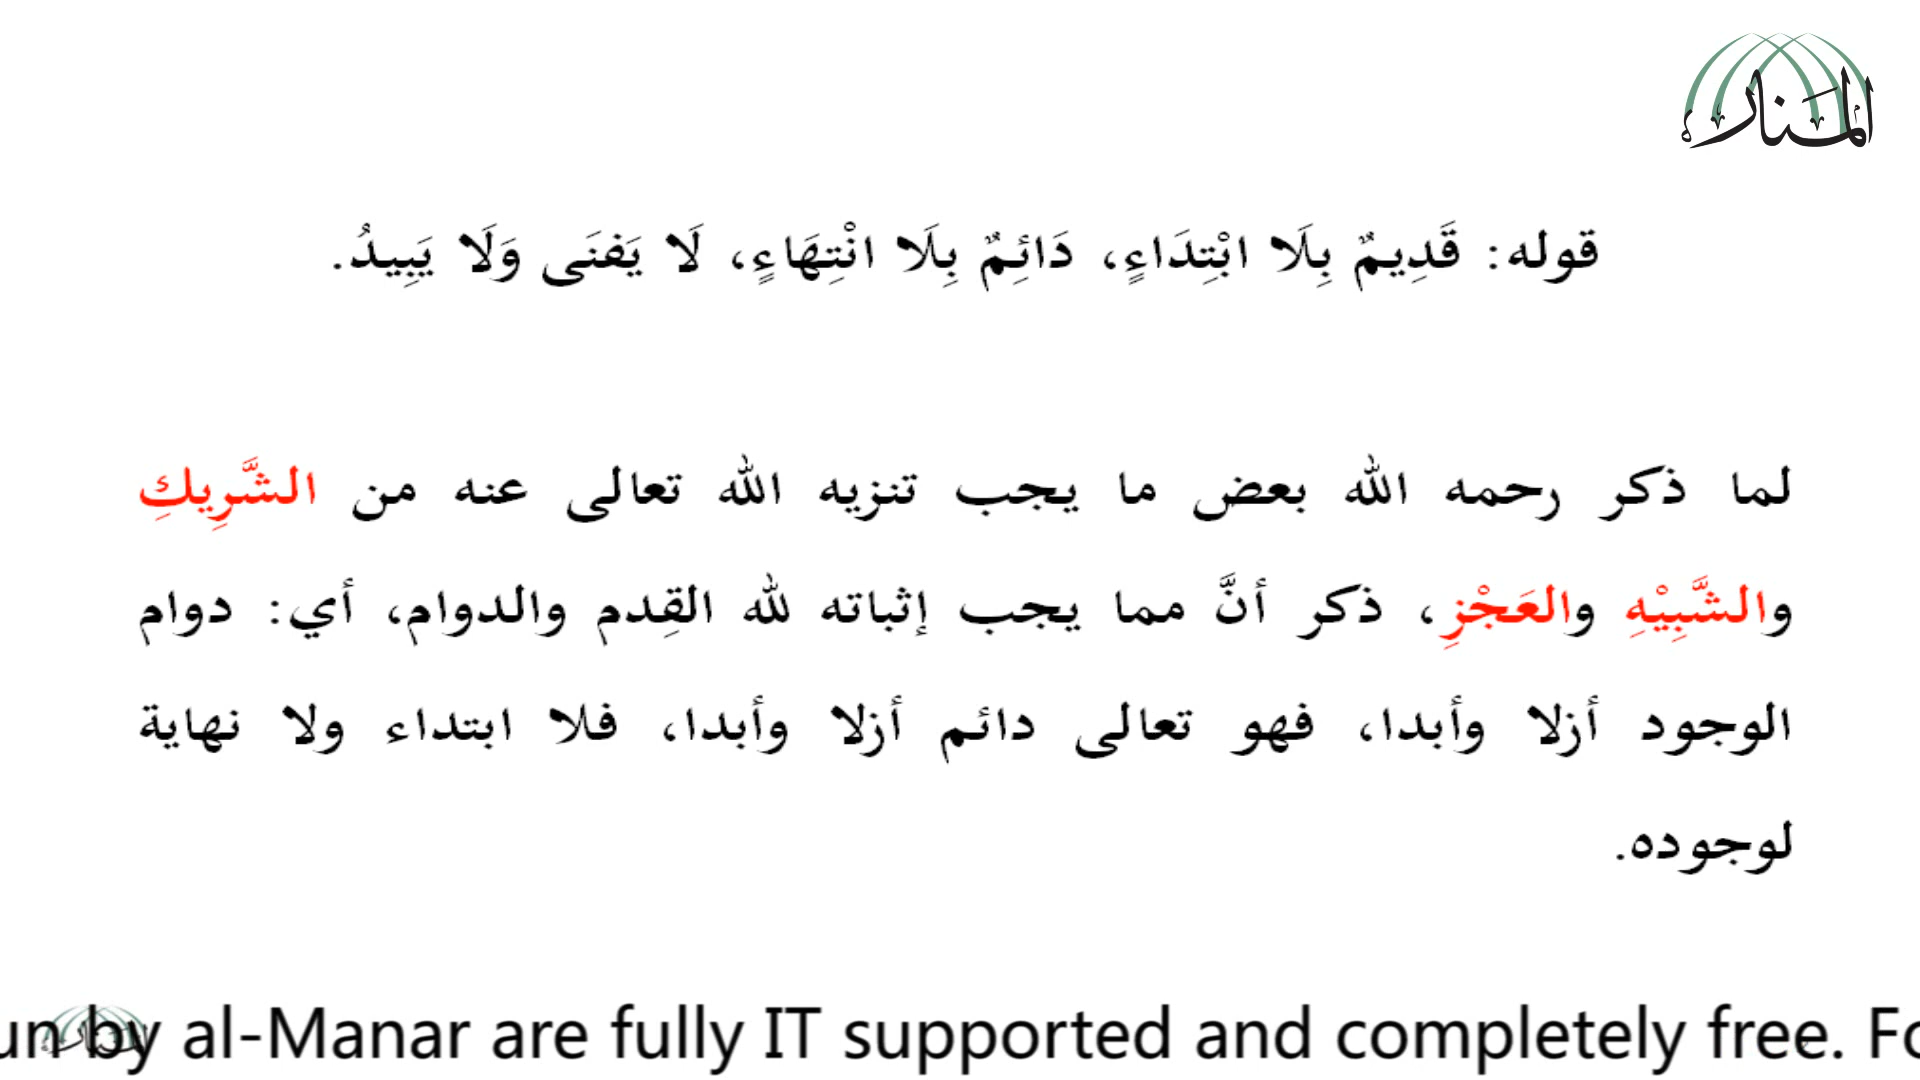 المنار
قوله: قَدِيمٌ بِلَا ابْتِدَاءٍ، دَائِمٌ بِلَا انْتِهَاءٍ، لَا يَفنَى وَلَا يَبِيدُ.
لما ذكر رحمه الله بعض ما يجب تنزيه الله تعالى عنه من الشَّرِيكِ
والشَّبِيْهِ والعَجْزِ، ذكر أنَّ مما يجب إثباته لله القِدم والدوام، أي: دوام
الوجود أزلا وأبدا، فهو تعالى دائم أزلا وأبدا، فلا ابتداء ولا نهاية
لوجوده.
un by al-Manar are fully IT supported and completely free. Fo